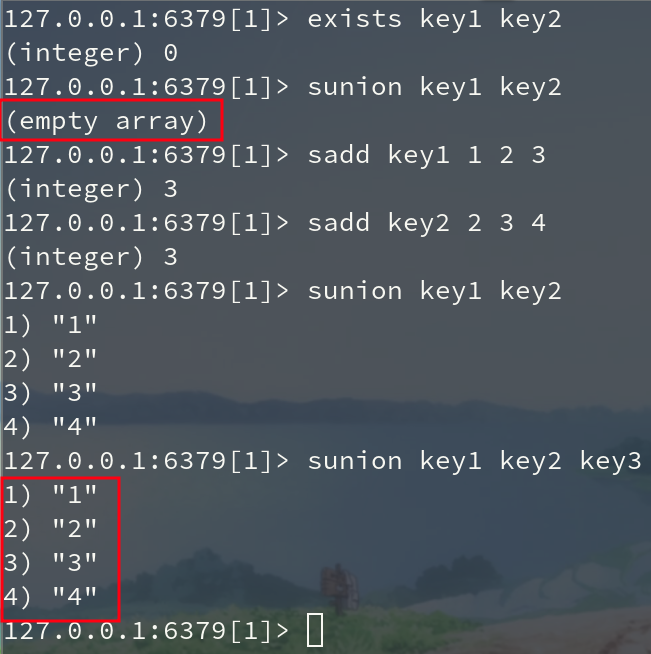 127.0.0.1:6379[1]> exists key1 key2
(integer) 0
127.0.0.1:6379[1]> sunion key1 key2
(empty array)
127.0.0.1:6379[1]> sadd key1 1 2 3
(integer) 3
127.0.0.1:6379[1]> sadd key2 2 3 4
(integer) 3
127.0.0.1:6379[1]> sunion key1 key2
1) "1"
2) "2"
3) "3"
4) "4"
127.0.0.1:6379[1]> sunion key1 key2 key3
1) "1"
2) "2"
3) "3"
4) "4"
127.0.0.1:6379[1]>